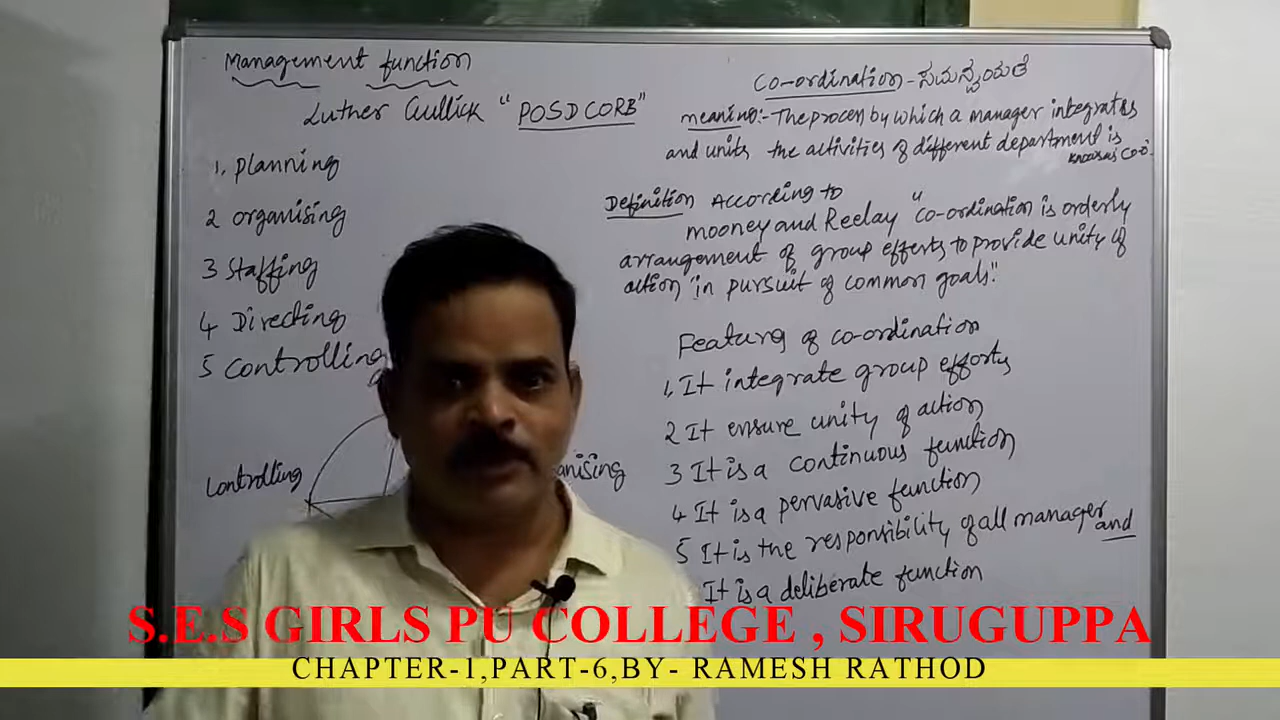 Management function
Luther Gullick "POSDCORB"
1, planning
2 organising
3 Staffing
4 Directing
5 Controlling
Controlling
anising
Co-ordination - ಸಮನ್ವಯತೆ
meaning:- The process by which a manager integrates
and units the activities of different department is
known as Co-o.
Definition According to
mooney and Reelay "Co-ordination is orderly
arrangement of group efforts to provide unity of
action in pursuit of common goals."
Features of co-ordination
1, It integrate group efforts
2 It ensure unity of action
3 It is a continuous function
4 It is a pervasive function
5 It is the responsibility of all manager and
It is a deliberate function
S.E.S GIRLS PU COLLEGE , SIRUGUPPA
CHAPTER-1,PART-6,BY- RAMESH RATHOD